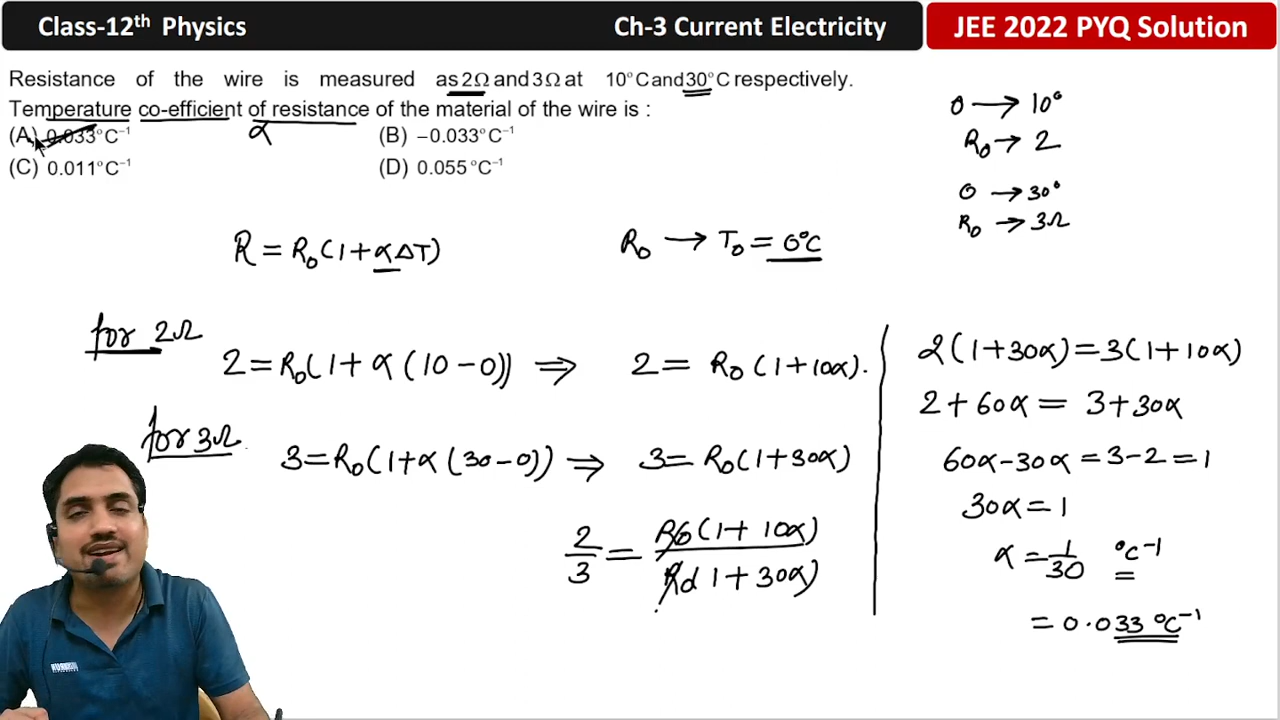 Class-12th Physics
Ch-3 Current Electricity
JEE 2022 PYQ Solution
Resistance of the wire is measured as 2Ω and 3Ω at 10°C and 30°C respectively.
Temperature co-efficient of resistance of the material of the wire is :
α
(A) 0.033°C⁻¹
(B) −0.033°C⁻¹
(C) 0.011°C⁻¹
(D) 0.055°C⁻¹
0 → 10°
R₀ → 2
0 → 30°
R₀ → 3Ω
R = R₀(1+αΔT)
R₀ → T₀ = 0°C
for 2Ω
2 = R₀(1+α(10−0)) ⇒ 2 = R₀(1+10α).
for 3Ω
3 = R₀(1+α(30−0)) ⇒ 3 = R₀(1+30α)
2/3 = R₀(1+10α)/R₀(1+30α)
2(1+30α) = 3(1+10α)
2+60α = 3+30α
60α−30α = 3−2 = 1
30α = 1
α = 1/30 °C⁻¹
= 0.033 °C⁻¹